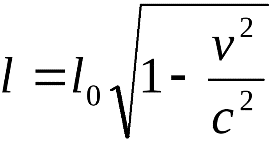 l = l₀√(1 - v²/c²)